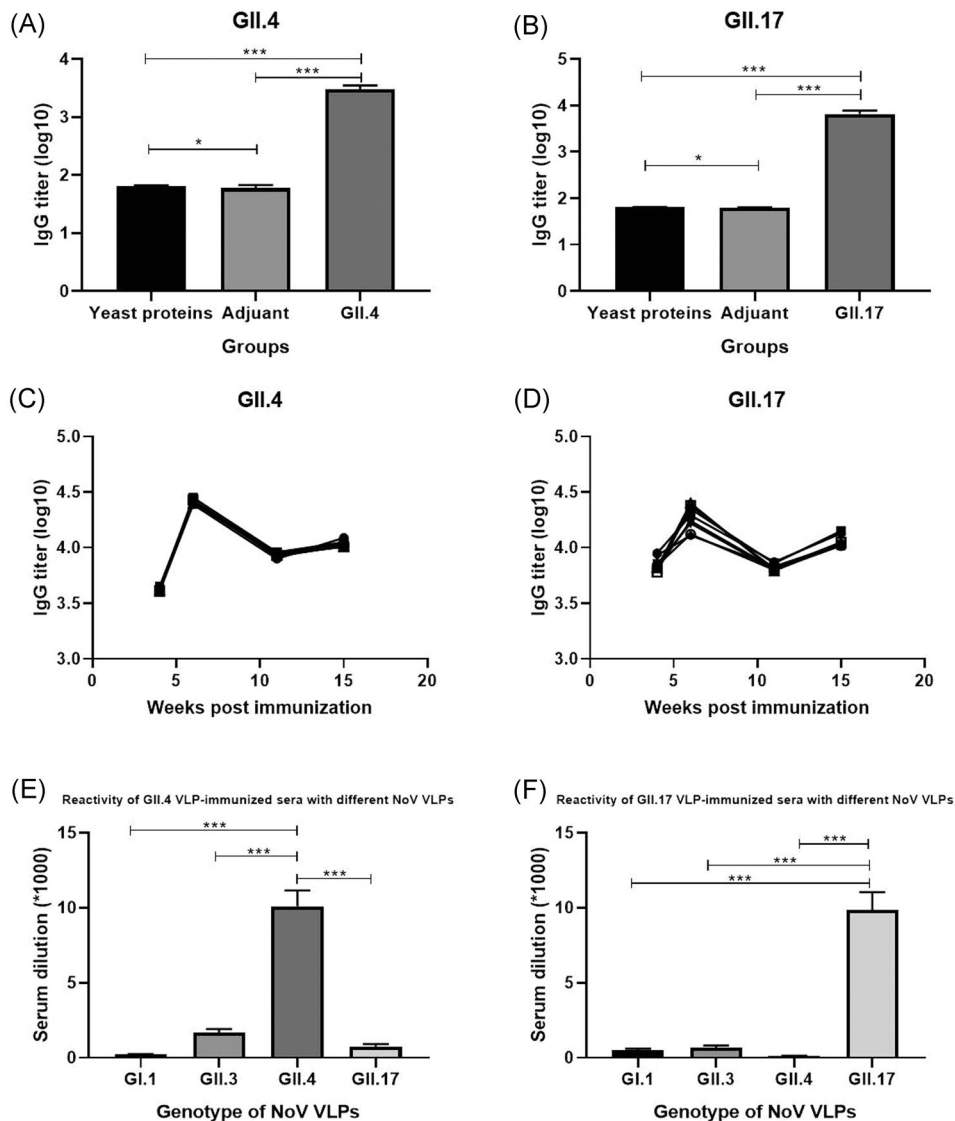 (A)
GII.4
IgG titer (log10)
4
3
2
1
0
***
***
*
Yeast proteins Adjuant GII.4
Groups
(B)
GII.17
IgG titer (log10)
5
4
3
2
1
0
***
***
*
Yeast proteins Adjuant GII.17
Groups
(C)
GII.4
IgG titer (log10)
5.0
4.5
4.0
3.5
3.0
0 5 10 15 20
Weeks post immunization
(D)
GII.17
IgG titer (log10)
5.0
4.5
4.0
3.5
3.0
0 5 10 15 20
Weeks post immunization
(E)
Reactivity of GII.4 VLP-immunized sera with different NoV VLPs
Serum dilution (*1000)
15
10
5
0
***
***
***
GI.1 GII.3 GII.4 GII.17
Genotype of NoV VLPs
(F)
Reactivity of GII.17 VLP-immunized sera with different NoV VLPs
Serum dilution (*1000)
15
10
5
0
***
***
***
GI.1 GII.3 GII.4 GII.17
Genotype of NoV VLPs